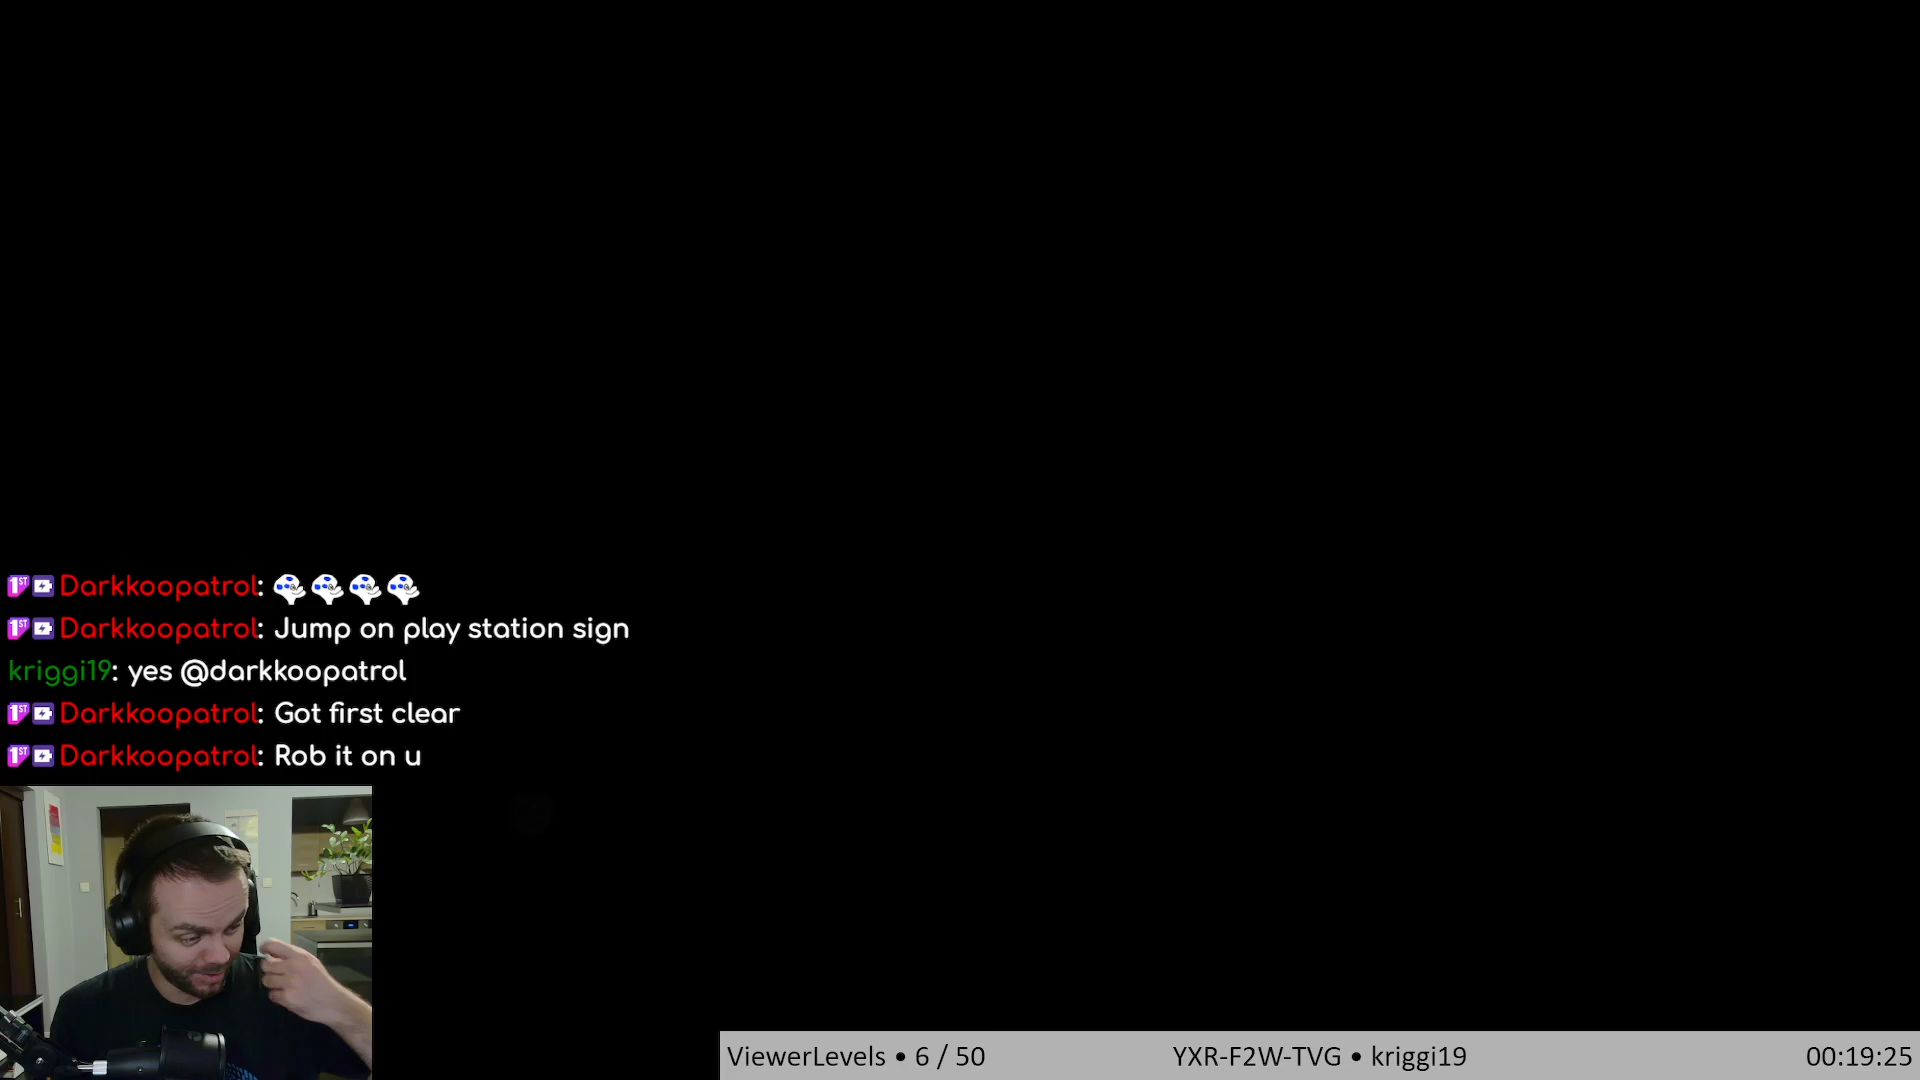 Darkkoopatrol:
Darkkoopatrol: Jump on play station sign
kriggi19: yes @darkkoopatrol
Darkkoopatrol: Got first clear
Darkkoopatrol: Rob it on u
ViewerLevels • 6 / 50 YXR-F2W-TVG • kriggi19 00:19:25